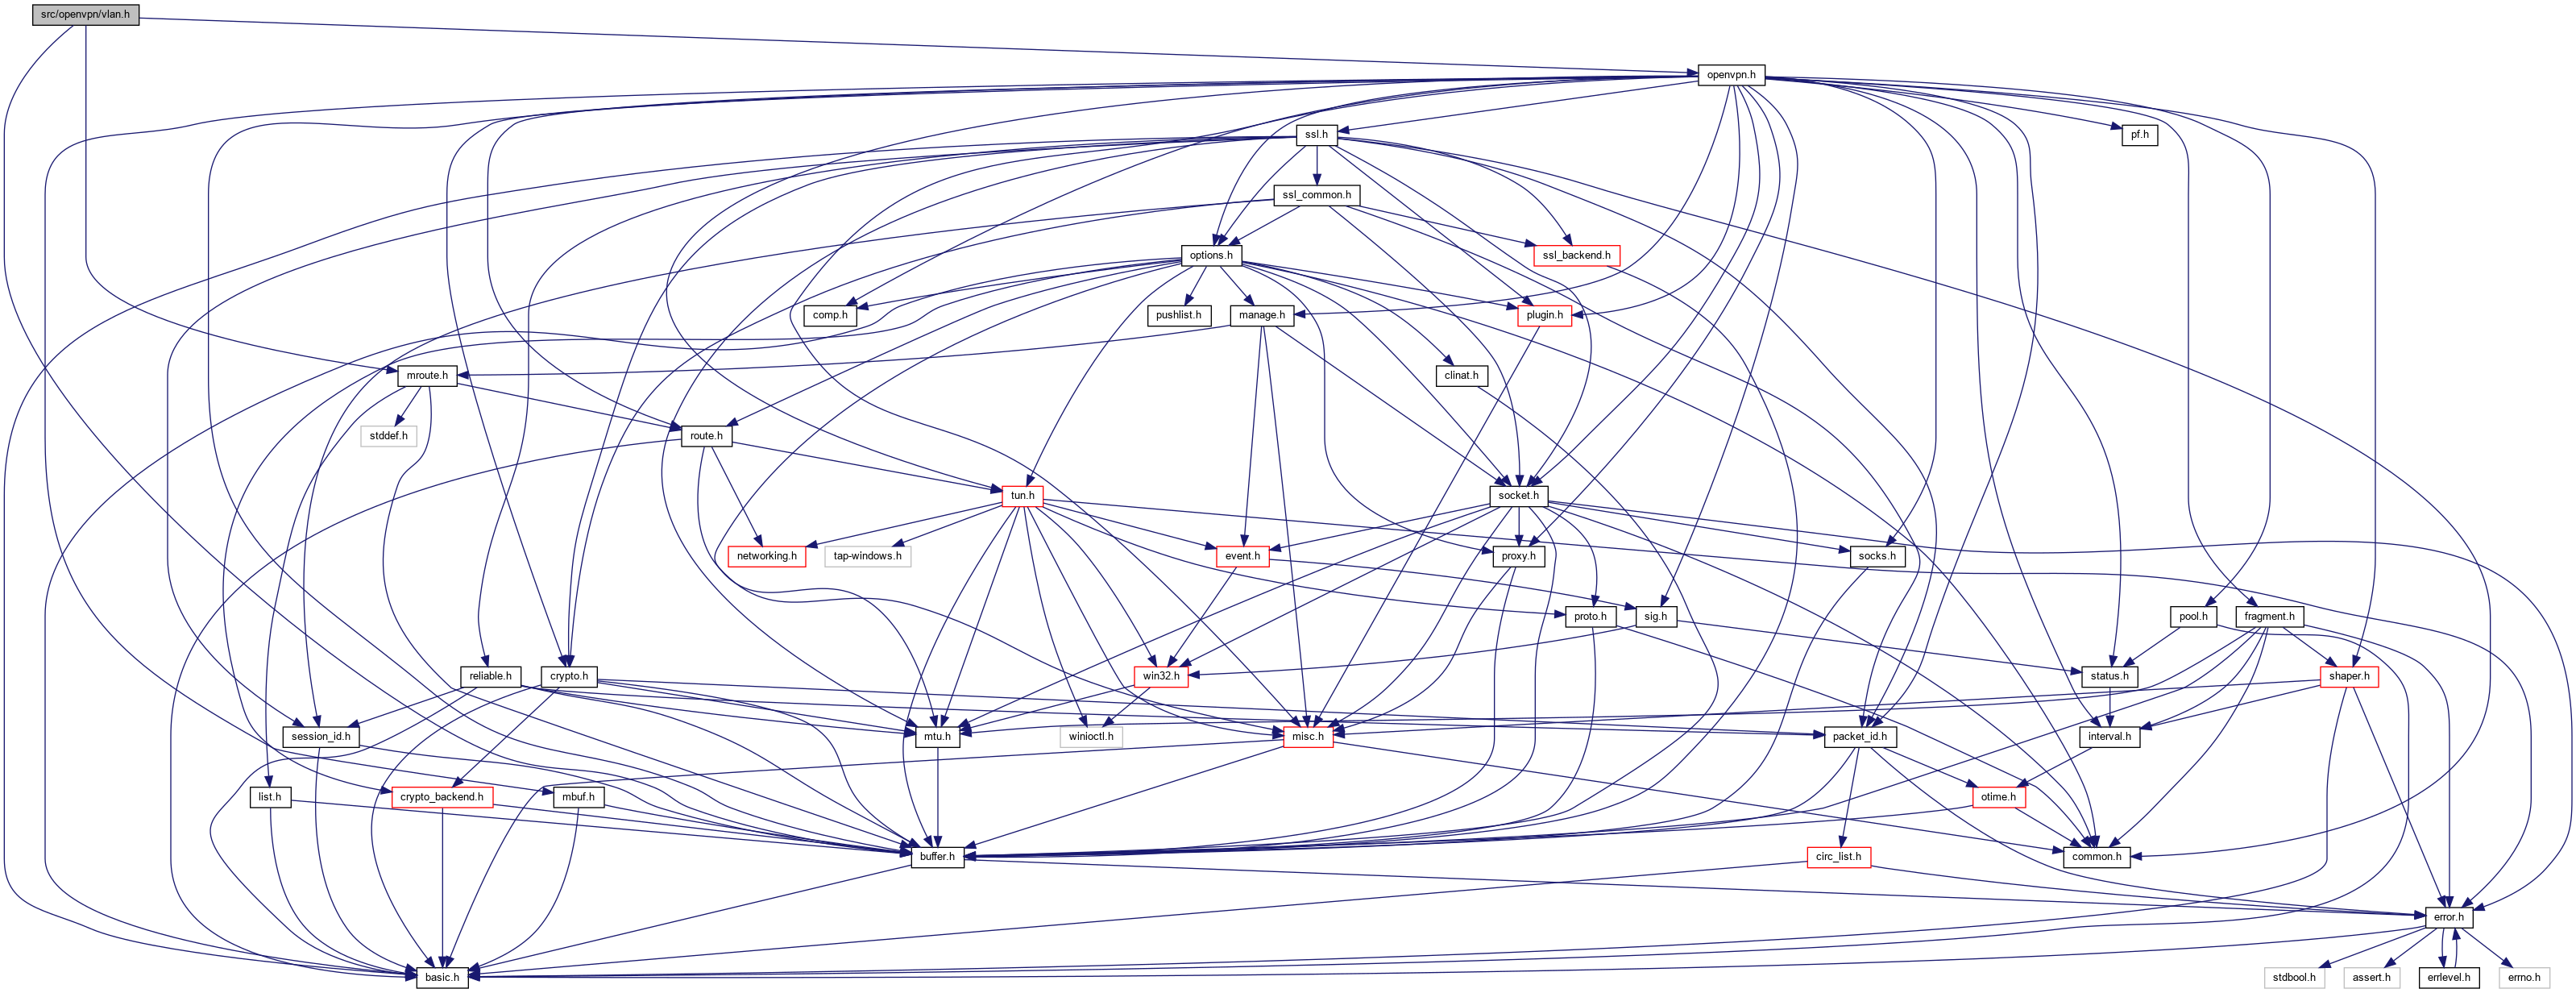 src/openvpn/vlan.h
openvpn.h
ssl.h
pf.h
ssl_common.h
options.h
ssl_backend.h
comp.h
pushlist.h
manage.h
plugin.h
mroute.h
clinat.h
stddef.h
route.h
tun.h
socket.h
networking.h
tap-windows.h
event.h
proxy.h
socks.h
proto.h
sig.h
pool.h
fragment.h
reliable.h
crypto.h
win32.h
status.h
shaper.h
session_id.h
mtu.h
winioctl.h
misc.h
packet_id.h
interval.h
list.h
crypto_backend.h
mbuf.h
otime.h
buffer.h
circ_list.h
common.h
error.h
basic.h
stdbool.h
assert.h
errlevel.h
errno.h